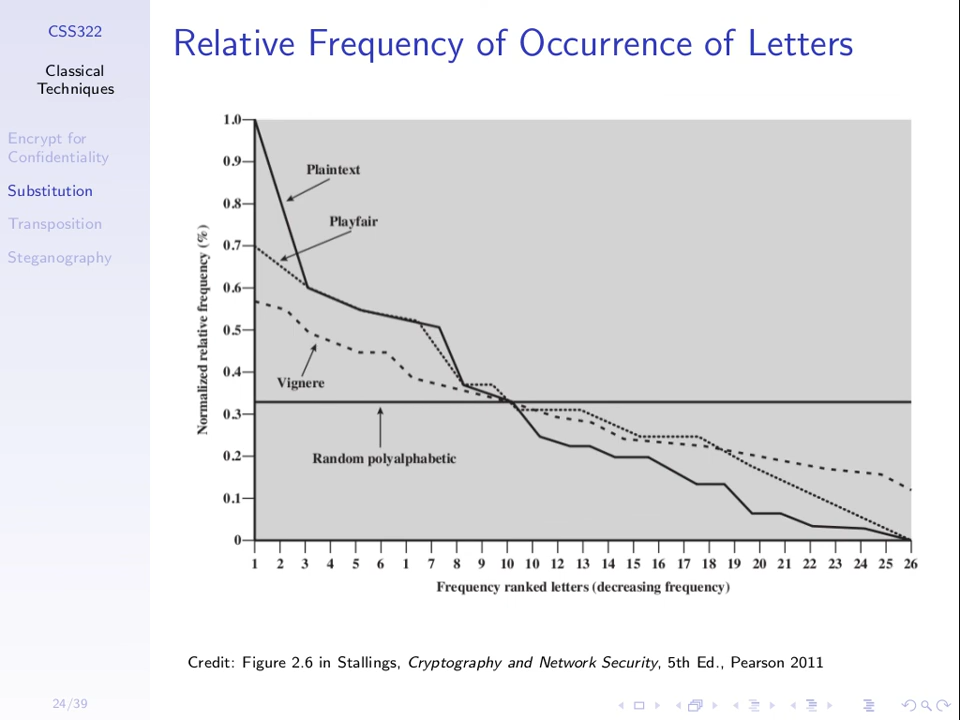 CSS322
Classical
Techniques
Encrypt for
Confidentiality
Substitution
Transposition
Steganography
24/39
Relative Frequency of Occurrence of Letters
1.0
0.9
0.8
0.7
0.6
0.5
0.4
0.3
0.2
0.1
0
Normalized relative frequency (%)
Plaintext
Playfair
Vignere
Random polyalphabetic
1 2 3 4 5 6 1 7 8 9 10 10 12 13 14 15 16 17 18 19 20 21 22 23 24 25 26
Frequency ranked letters (decreasing frequency)
Credit: Figure 2.6 in Stallings, Cryptography and Network Security, 5th Ed., Pearson 2011